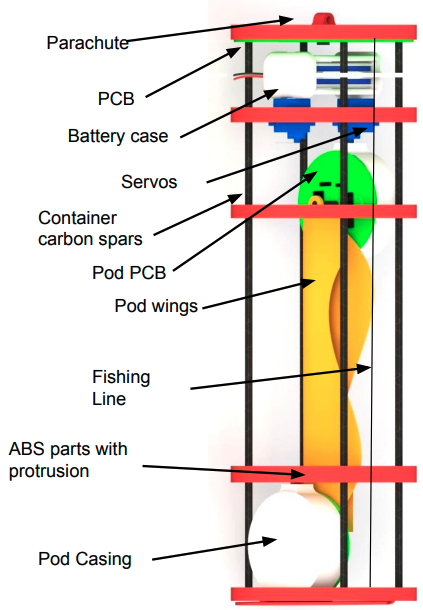 Parachute
PCB
Battery case
Servos
Container
carbon spars
Pod PCB
Pod wings
Fishing
Line
ABS parts with
protrusion
Pod Casing